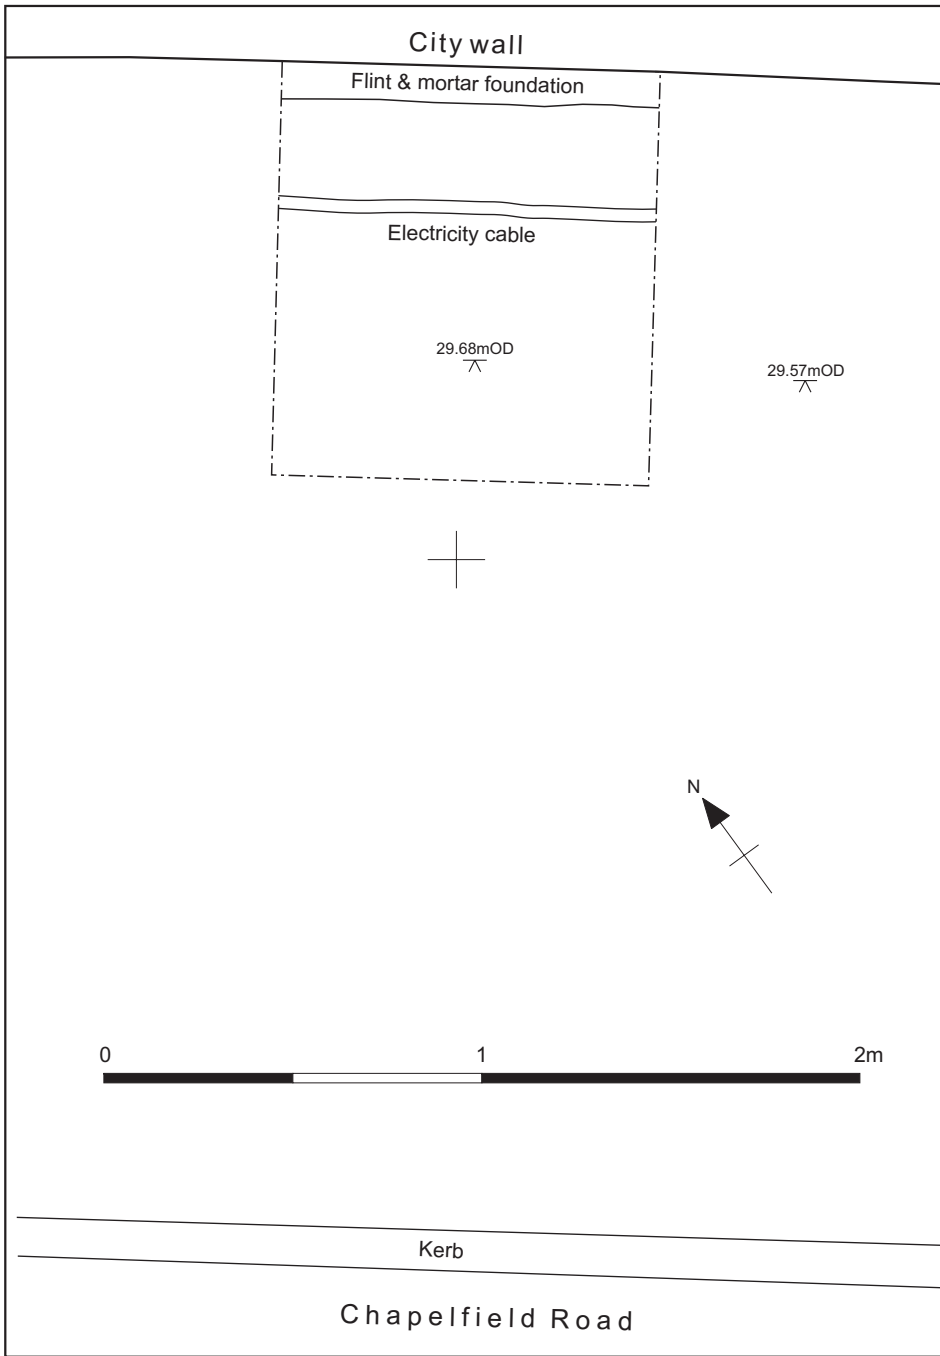 City wall
Flint & mortar foundation
Electricity cable
29.68mOD
29.57mOD
N
0 1 2m
Kerb
Chapelfield Road